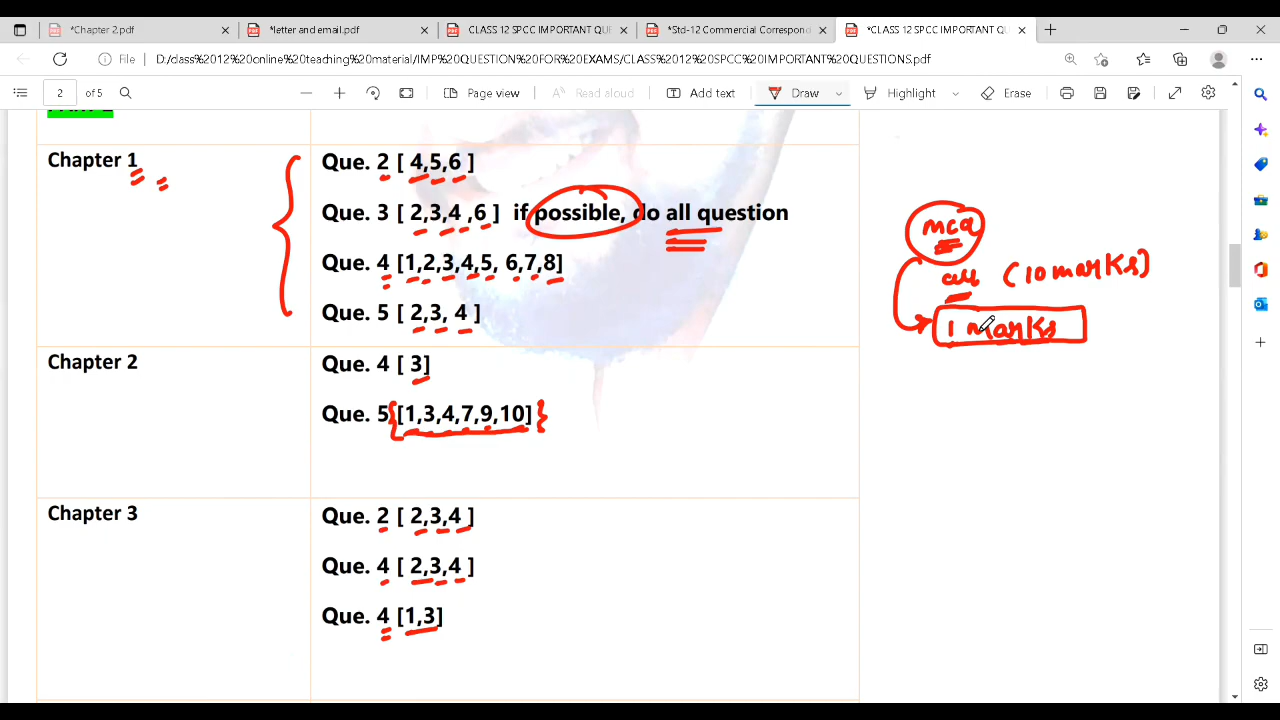 *Chapter 2.pdf
*letter and email.pdf
CLASS 12 SPCC IMPORTANT QU
*Std-12 Commercial Correspond
*CLASS 12 SPCC IMPORTANT QU
File
D:/class%2012%20online%20teaching%20material/IMP%20QUESTION%20FOR%20EXAMS/CLASS%2012%20SPCC%20IMPORTANT%20QUESTIONS.pdf
2 of 5
Page view
Read aloud
Add text
Draw
Highlight
Erase
Chapter 1
Que. 2 [ 4,5,6 ]
Que. 3 [ 2,3,4 ,6 ] if possible, do all question
Que. 4 [1,2,3,4,5, 6,7,8]
Que. 5 [ 2,3, 4 ]
mcq
all (10 marks)
1 marks
Chapter 2
Que. 4 [ 3]
Que. 5 {[1,3,4,7,9,10]}
Chapter 3
Que. 2 [ 2,3,4 ]
Que. 4 [ 2,3,4 ]
Que. 4 [1,3]